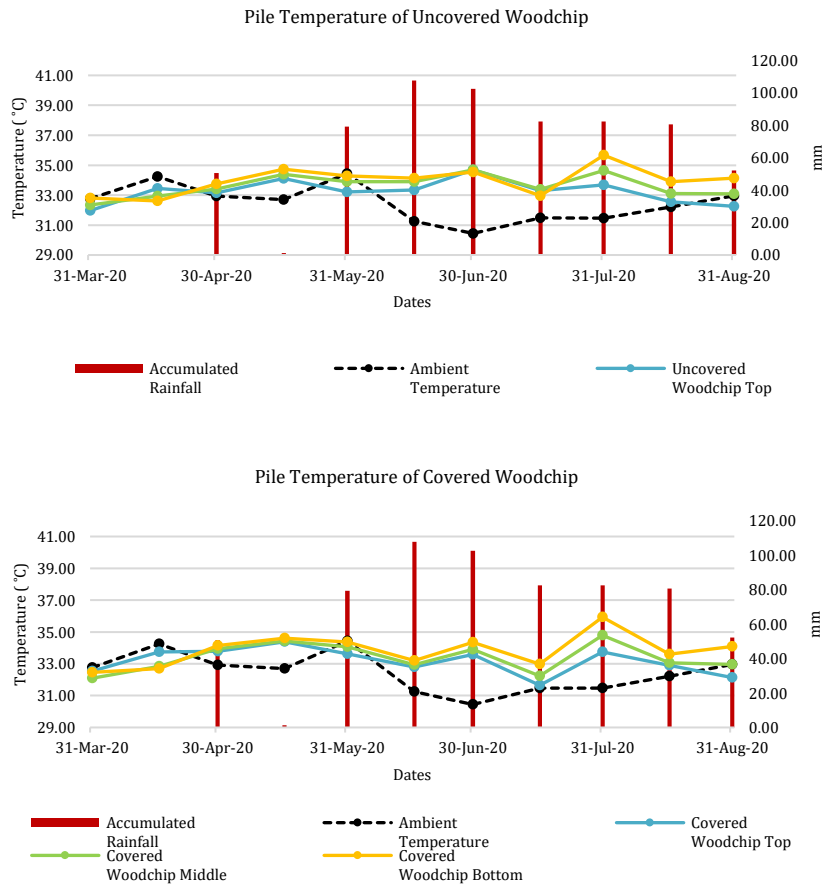 Pile Temperature of Uncovered Woodchip
41.00
39.00
37.00
35.00
33.00
31.00
29.00
Temperature ( ˚C)
120.00
100.00
80.00
60.00
40.00
20.00
0.00
mm
31-Mar-20 30-Apr-20 31-May-20 30-Jun-20 31-Jul-20 31-Aug-20
Dates
Accumulated Rainfall
Ambient Temperature
Uncovered Woodchip Top
Pile Temperature of Covered Woodchip
41.00
39.00
37.00
35.00
33.00
31.00
29.00
Temperature ( ˚C)
120.00
100.00
80.00
60.00
40.00
20.00
0.00
mm
31-Mar-20 30-Apr-20 31-May-20 30-Jun-20 31-Jul-20 31-Aug-20
Dates
Accumulated Rainfall
Ambient Temperature
Covered Woodchip Top
Covered Woodchip Middle
Covered Woodchip Bottom